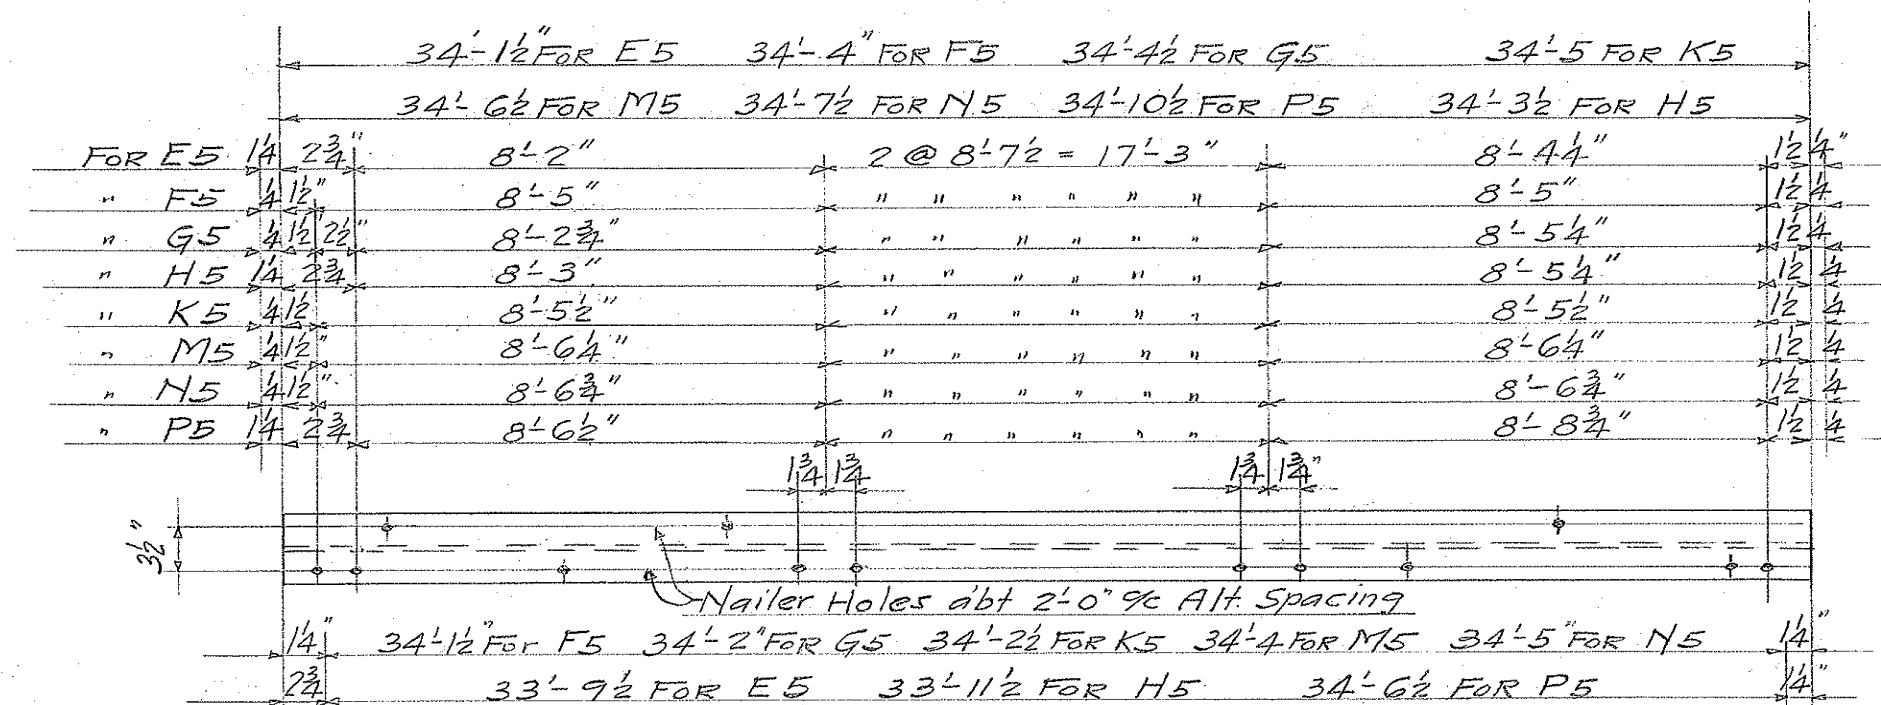 34'-1½" FOR E5 34'-4" FOR F5 34'-4½ FOR G5 34'-5 FOR K5
34'-6½ FOR M5 34'-7½ FOR N5 34'-10½ FOR P5 34'-3½ FOR H5
FOR E5 1¼ 2¾" 8'-2" 2 @ 8'-7½ = 17'-3" 8'-4¼" 1½ ¼"
" F5 ¼ 1½" 8'-5" " " " " " " 8'-5" 1½ ¼
" G5 ¼ 1½ 2½" 8'-2¾" " " " " " " 8'-5¼" 1½ ¼
" H5 1¼ 2¾ 8'-3" " " " " " " 8'-5¼" 1½ ¼
" K5 ¼ 1½ 8'-5½" " " " " " " 8'-5½" 1½ ¼
" M5 ¼ 1½" 8'-6¼" " " " " " " 8'-6¼" 1½ ¼
" N5 ¼ 1½" 8'-6¾" " " " " " " 8'-6¾" 1½ ¼
" P5 1¼ 2¾ 8'-6½" " " " " " " 8'-8¾" 1½ ¼
1¾ 1¾ 1¾ 1¾"
3½"
Nailer Holes abt 2'-0" %c Alt. Spacing
1¼" 34'-1½" For F5 34'-2" FOR G5 34'-2½ FOR K5 34'-4 FOR M5 34'-5" FOR N5 1¼"
2¾ 33'-9½ FOR E5 33'-11½ FOR H5 34'-6½ FOR P5 1¼"